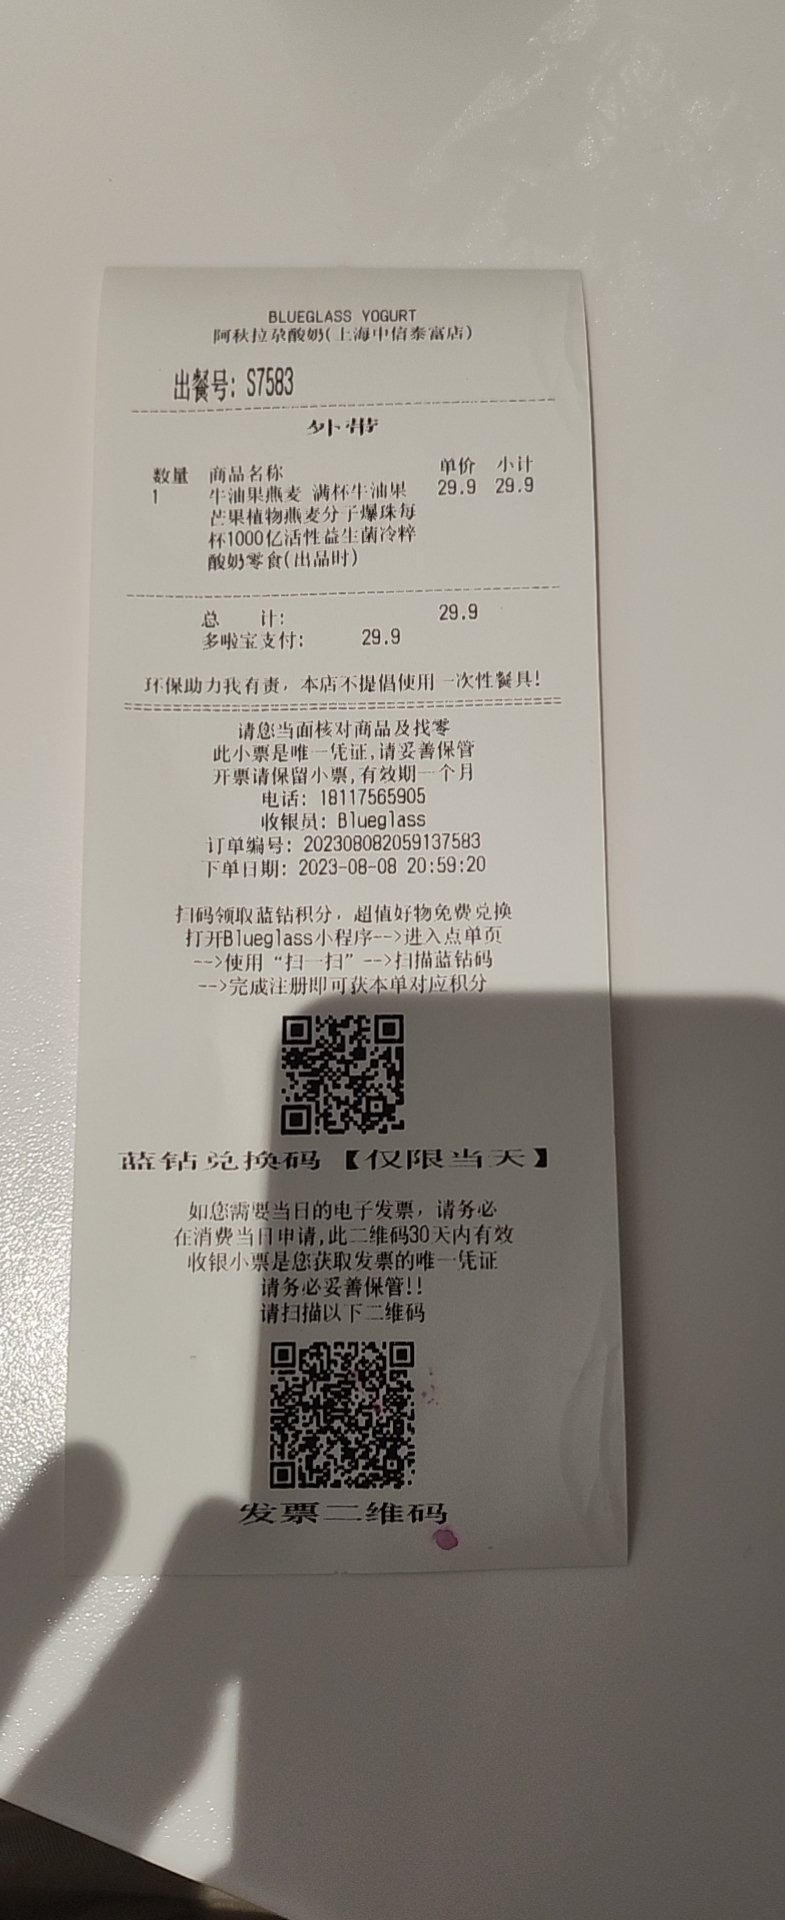 BLUEGLASS YOGURT
阿秋拉尕酸奶(上海中信泰富店)
出餐号: S7583
外带
数量 商品名称 单价 小计
1 牛油果燕麦 满杯牛油果 29.9 29.9
芒果植物燕麦分子爆珠每
杯1000亿活性益生菌冷粹
酸奶零食(出品时)
总 计: 29.9
多啦宝支付: 29.9
环保助力我有责，本店不提倡使用一次性餐具!
请您当面核对商品及找零
此小票是唯一凭证,请妥善保管
开票请保留小票,有效期一个月
电话: 18117565905
收银员: Blueglass
订单编号: 202308082059137583
下单日期: 2023-08-08 20:59:20
扫码领取蓝钻积分，超值好物免费兑换
打开Blueglass小程序-->进入点单页
-->使用“扫一扫”-->扫描蓝钻码
-->完成注册即可获本单对应积分
蓝钻兑换码【仅限当天】
如您需要当日的电子发票，请务必
在消费当日申请,此二维码30天内有效
收银小票是您获取发票的唯一凭证
请务必妥善保管!!
请扫描以下二维码
发票二维码